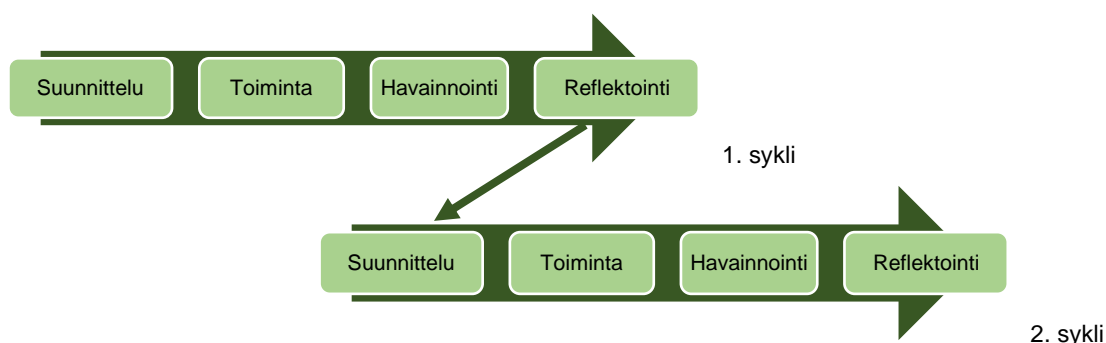 Suunnittelu
Toiminta
Havainnointi
Reflektointi
1. sykli
Suunnittelu
Toiminta
Havainnointi
Reflektointi
2. sykli